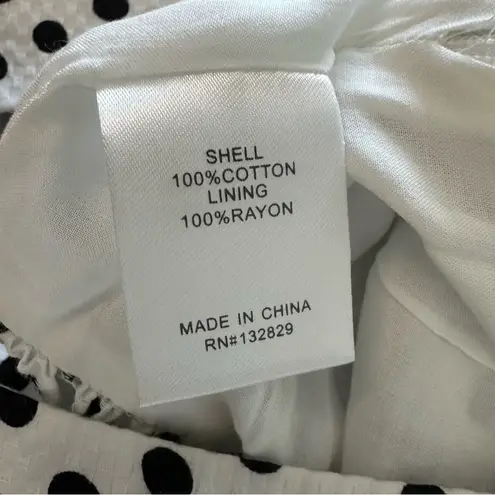 SHELL
100%COTTON
LINING
100%RAYON
MADE IN CHINA
RN#132829